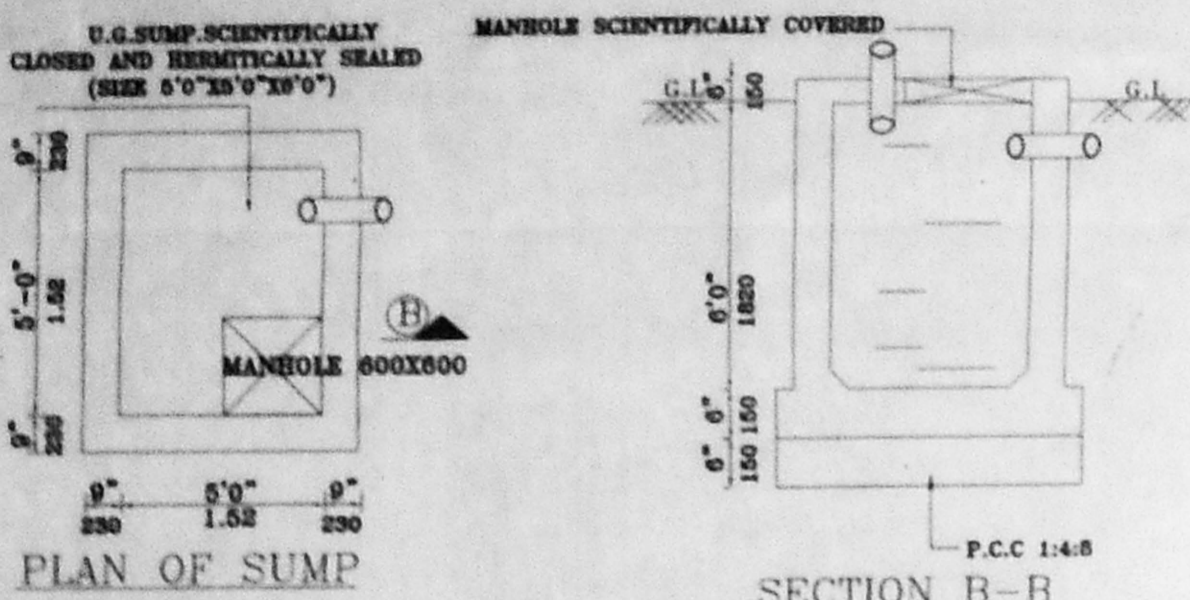 U.G.SUMP.SCIENTIFICALLY
CLOSED AND HERMITICALLY SEALED
(SIZE 5'0"X5'0"X6'0")
9"
230
5'-0"
1.52
9"
230
MANHOLE 600X600
B
9" 5'0" 9"
230 1.52 230
PLAN OF SUMP
MANHOLE SCIENTIFICALLY COVERED
G.L
6"
150
G.L
6'0"
1820
6"
150
6"
150
P.C.C 1:4:8
SECTION B-B